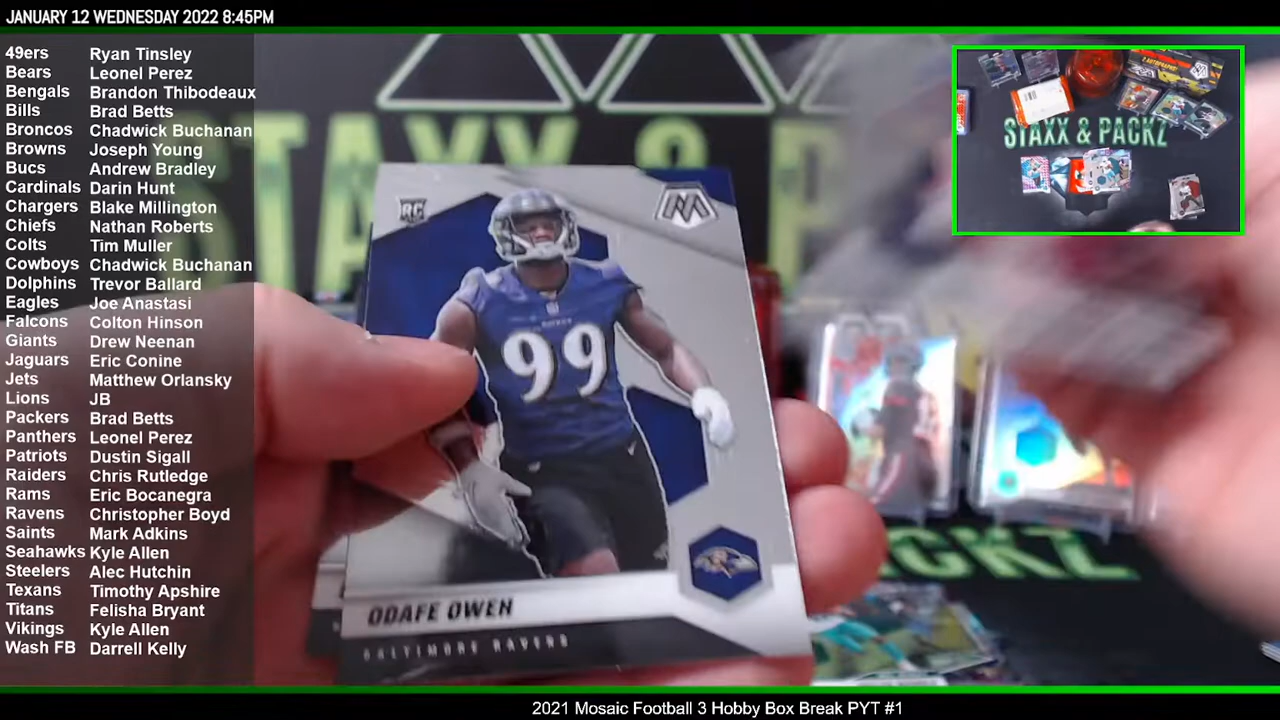 JANUARY 12 WEDNESDAY 2022 8:45PM
49ers Ryan Tinsley
Bears Leonel Perez
Bengals Brandon Thibodeaux
Bills Brad Betts
Broncos Chadwick Buchanan
Browns Joseph Young
Bucs Andrew Bradley
Cardinals Darin Hunt
Chargers Blake Millington
Chiefs Nathan Roberts
Colts Tim Muller
Cowboys Chadwick Buchanan
Dolphins Trevor Ballard
Eagles Joe Anastasi
Falcons Colton Hinson
Giants Drew Neenan
Jaguars Eric Conine
Jets Matthew Orlansky
Lions JB
Packers Brad Betts
Panthers Leonel Perez
Patriots Dustin Sigall
Raiders Chris Rutledge
Rams Eric Bocanegra
Ravens Christopher Boyd
Saints Mark Adkins
Seahawks Kyle Allen
Steelers Alec Hutchin
Texans Timothy Apshire
Titans Felisha Bryant
Vikings Kyle Allen
Wash FB Darrell Kelly
STAXX & P
RC
99
ODAFE OWEH
BALTIMORE RAVENS
CKZ
STAXX & PACKZ
2021 Mosaic Football 3 Hobby Box Break PYT #1